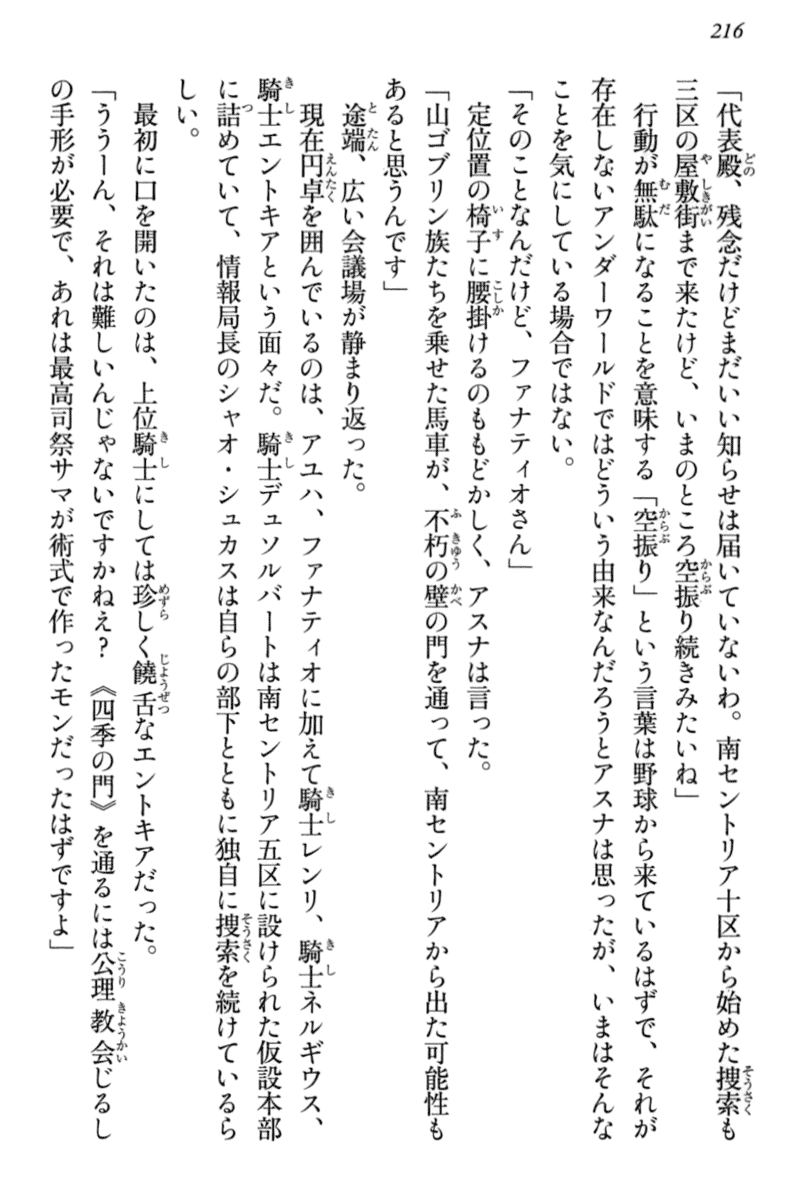 216
「代表殿、残念だけどまだいい知らせは届いていないわ。南セントリア十区から始めた捜索も
三区の屋敷街まで来たけど、いまのところ空振り続きみたいね」
行動が無駄になることを意味する「空振り」という言葉は野球から来ているはずで、それが
存在しないアンダーワールドではどういう由来なんだろうとアスナは思ったが、いまはそんな
ことを気にしている場合ではない。
「そのことなんだけど、ファナティオさん」
定位置の椅子に腰掛けるのももどかしく、アスナは言った。
「山ゴブリン族たちを乗せた馬車が、不朽の壁の門を通って、南セントリアから出た可能性も
あると思うんです」
途端、広い会議場が静まり返った。
現在円卓を囲んでいるのは、アユハ、ファナティオに加えて騎士レンリ、騎士ネルギウス、
騎士エントキアという面々だ。騎士デュソルバートは南セントリア五区に設けられた仮設本部
に詰めていて、情報局長のシャオ・シュカスは自らの部下とともに独自に捜索を続けているら
しい。
最初に口を開いたのは、上位騎士にしては珍しく饒舌なエントキアだった。
「ううーん、それは難しいんじゃないですかねえ？　《四季の門》を通るには公理教会じるし
の手形が必要で、あれは最高司祭サマが術式で作ったモンだったはずですよ」